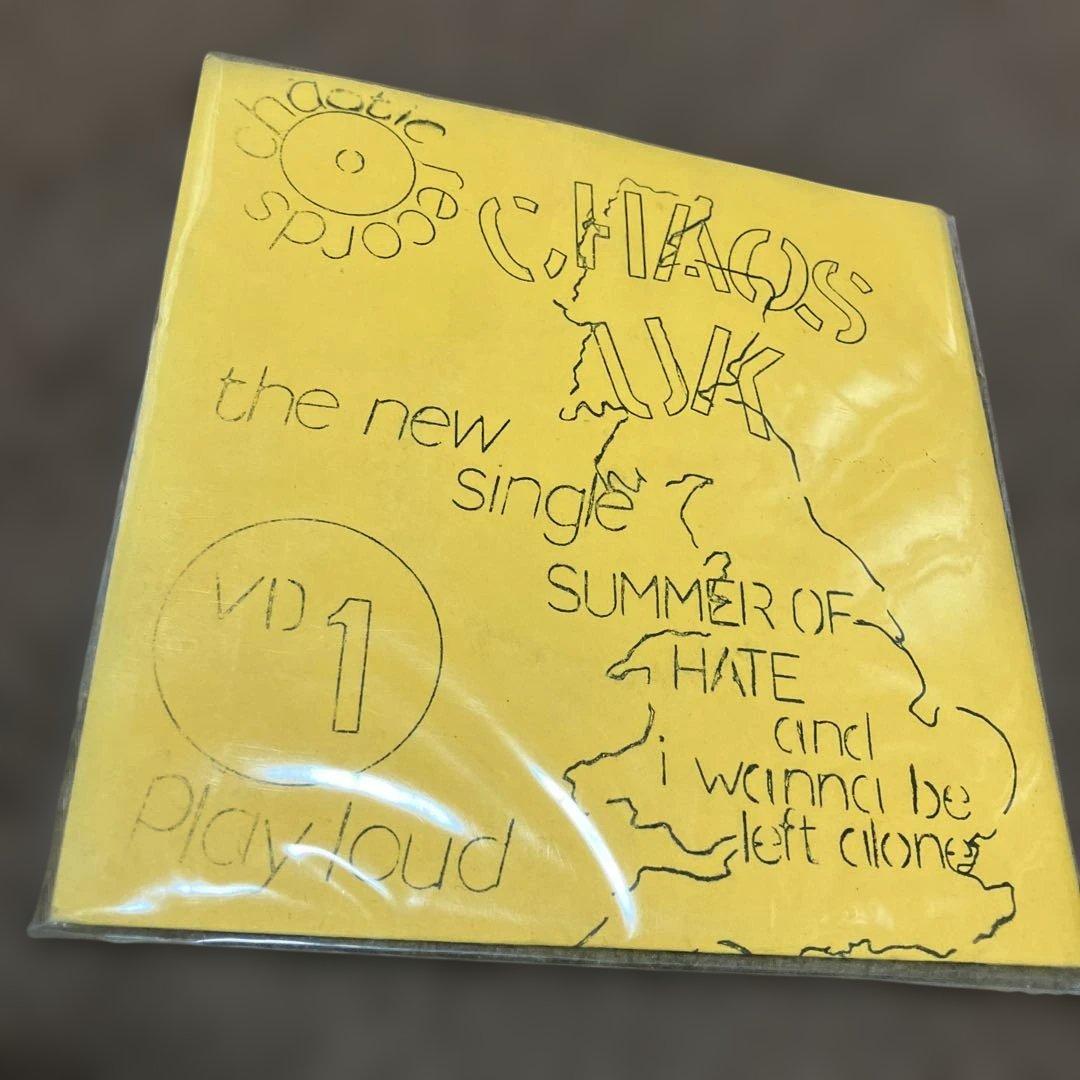 chaotic records
CHAOS
UK
the new
single
VD 1
SUMMER OF
HATE
and
i wanna be
left alone
play loud